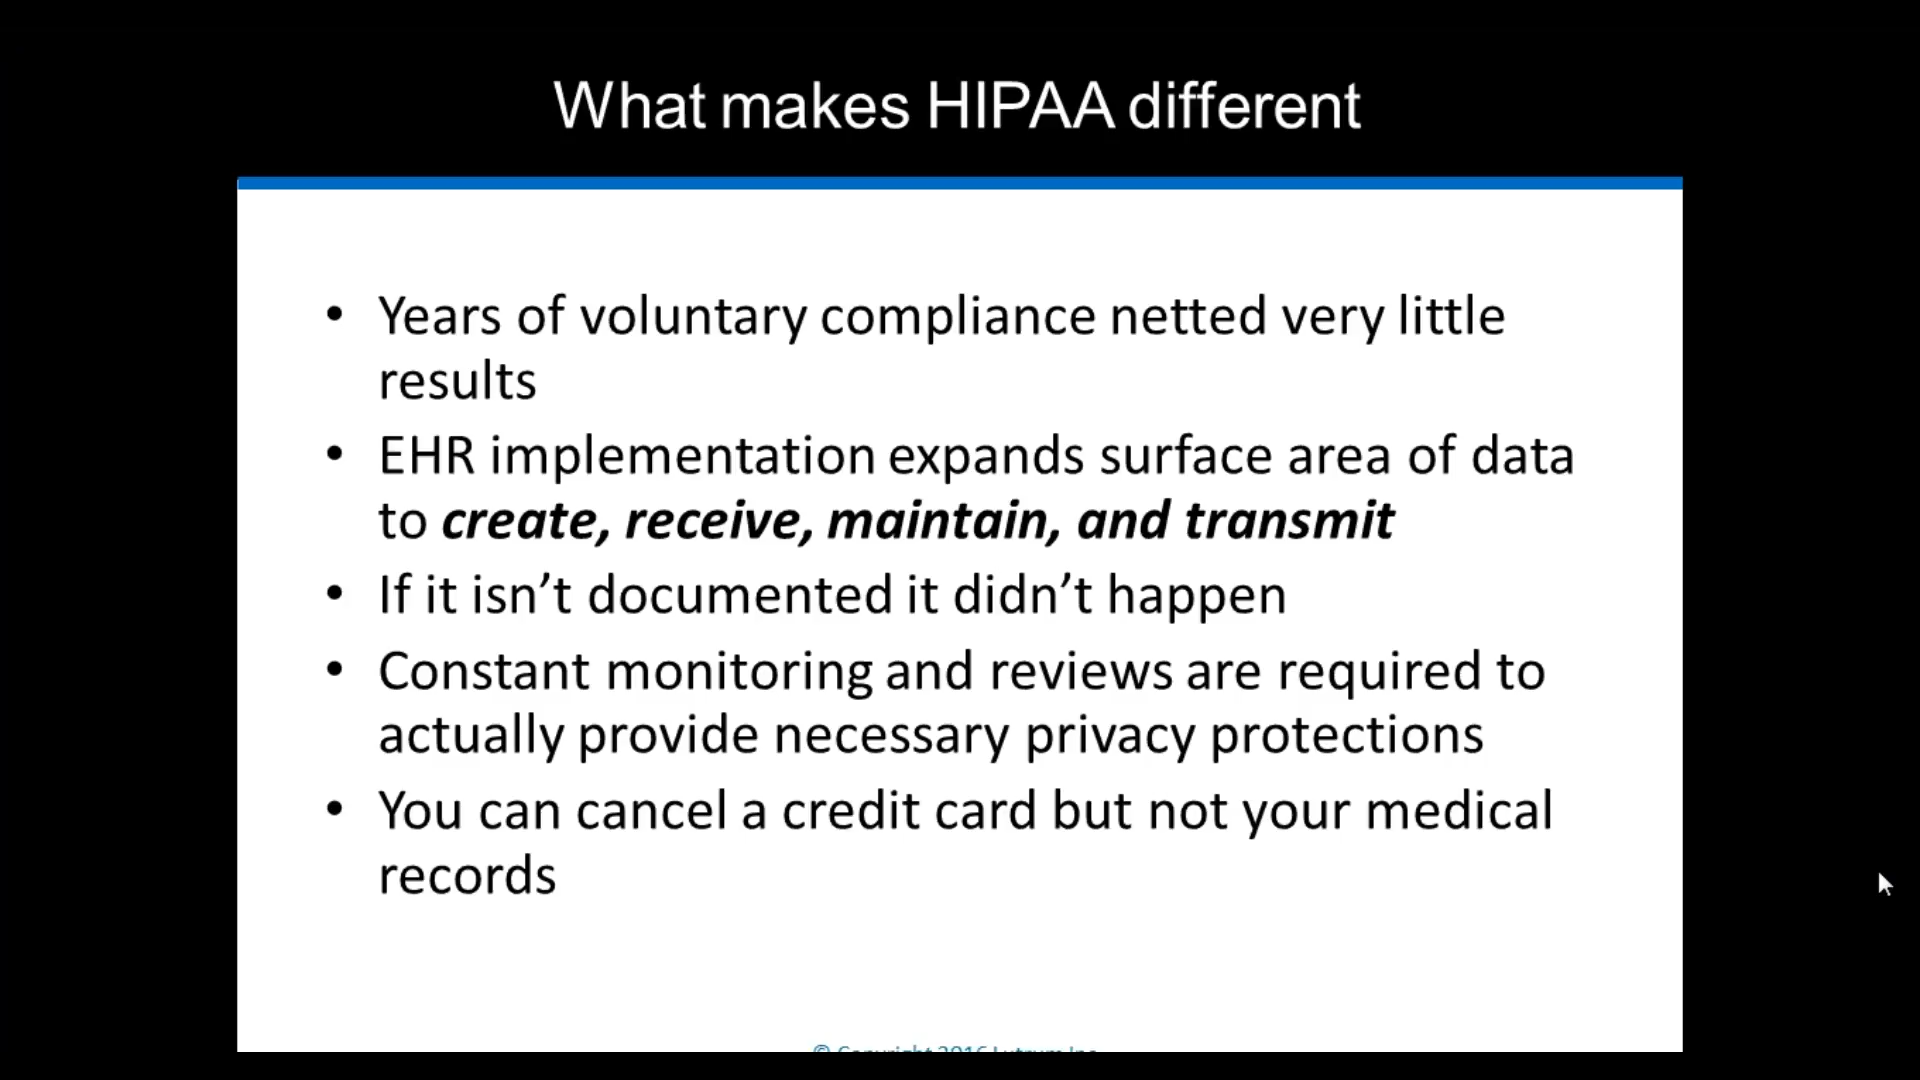 What makes HIPAA different
• Years of voluntary compliance netted very little
results
• EHR implementation expands surface area of data
to create, receive, maintain, and transmit
• If it isn’t documented it didn’t happen
• Constant monitoring and reviews are required to
actually provide necessary privacy protections
• You can cancel a credit card but not your medical
records
© Copyright 2016